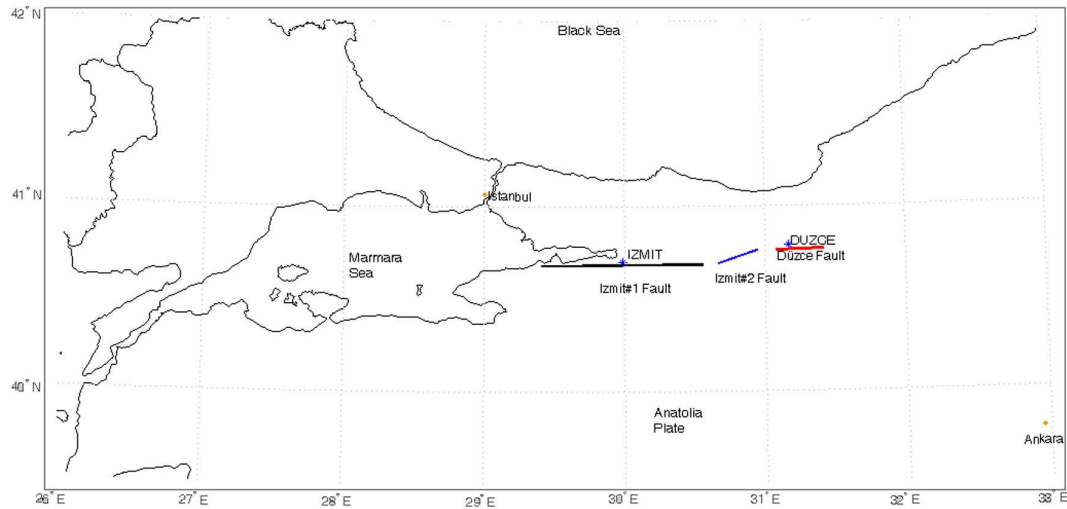 42° N
Black Sea
41° N
Istanbul
DUZCE
IZMIT
Düzce Fault
Marmara
Sea
Izmit#2 Fault
Izmit#1 Fault
40° N
Anatolia
Plate
Ankara
26° E
27° E
28° E
29° E
30° E
31° E
32° E
33° E